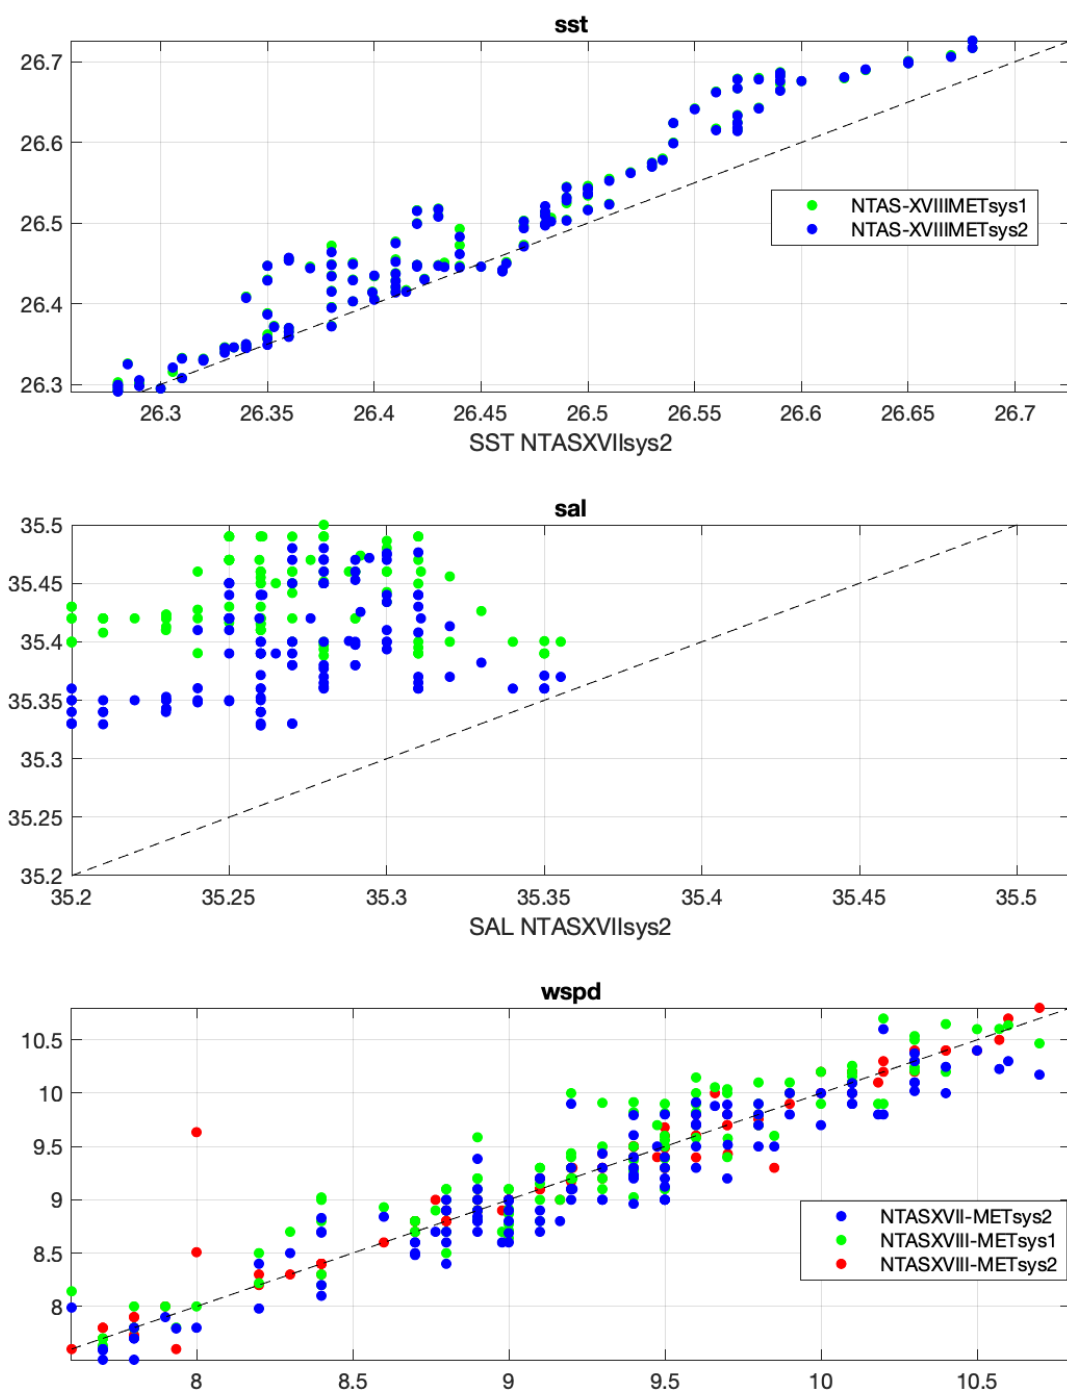 sst
26.7
26.6
26.5
26.4
26.3
NTAS-XVIIIMETsys1
NTAS-XVIIIMETsys2
26.3 26.35 26.4 26.45 26.5 26.55 26.6 26.65 26.7
SST NTASXVIIsys2
sal
35.5
35.45
35.4
35.35
35.3
35.25
35.2
35.2 35.25 35.3 35.35 35.4 35.45 35.5
SAL NTASXVIIsys2
wspd
10.5
10
9.5
9
8.5
8
NTASXVII-METsys2
NTASXVIII-METsys1
NTASXVIII-METsys2
8 8.5 9 9.5 10 10.5